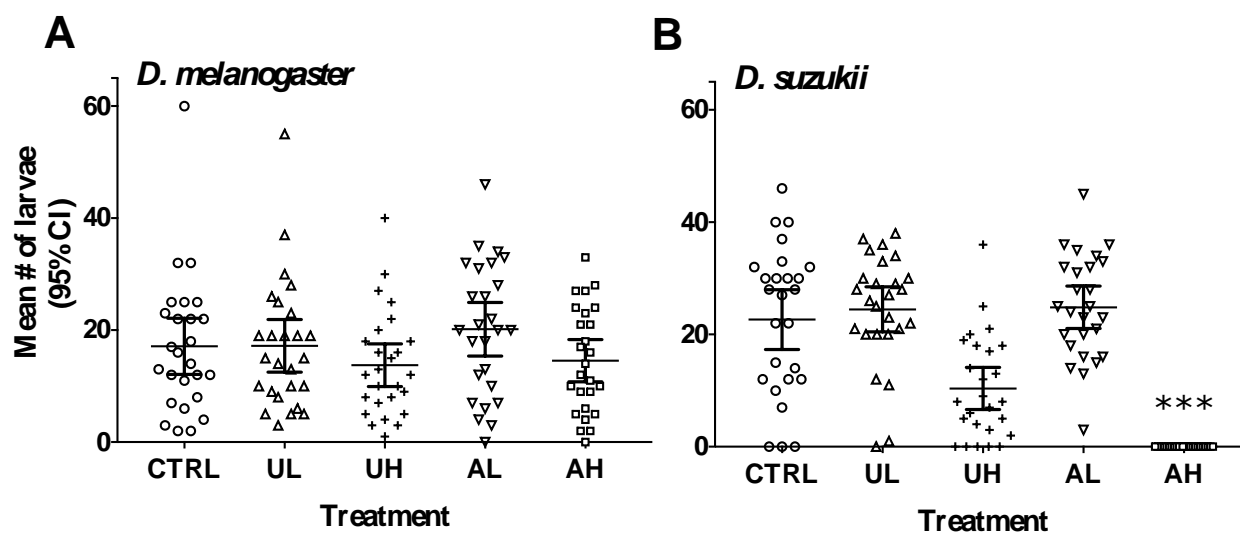 A
D. melanogaster
Mean # of larvae
(95%CI)
60
40
20
0
CTRL UL UH AL AH
Treatment
B
D. suzukii
60
40
20
0
***
CTRL UL UH AL AH
Treatment